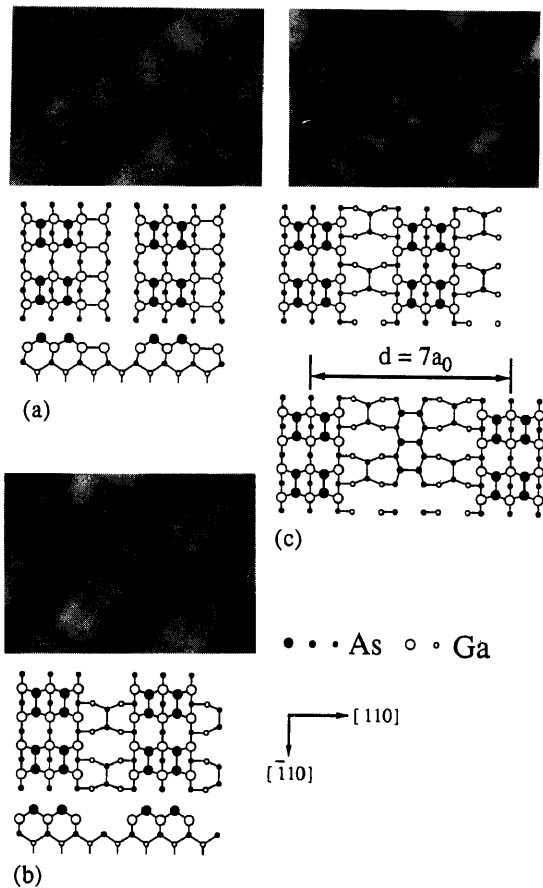 (a)
d = 7a₀
(c)
(b)
As Ga
[110]
[1̄10]